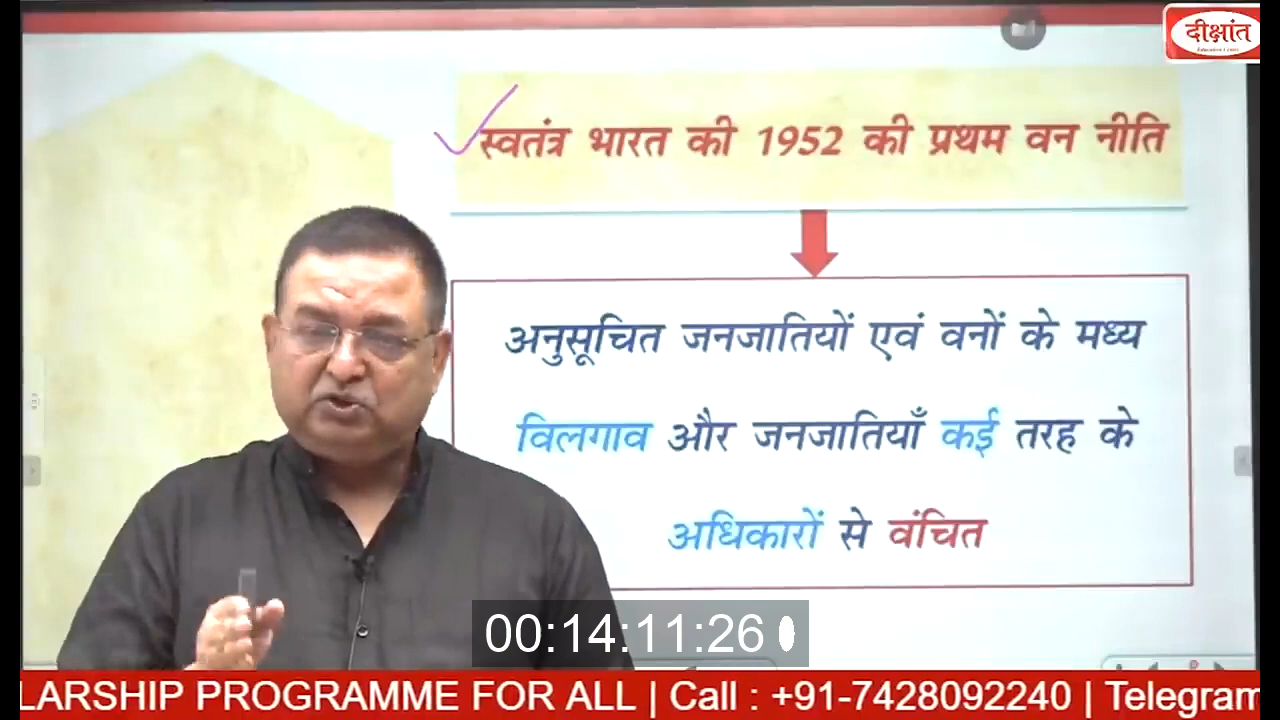 दीक्षांत
स्वतंत्र भारत की 1952 की प्रथम वन नीति
अनुसूचित जनजातियों एवं वनों के मध्य
विलगाव और जनजातियाँ कई तरह के
अधिकारों से वंचित
00:14:11:26
LARSHIP PROGRAMME FOR ALL | Call : +91-7428092240 | Telegram